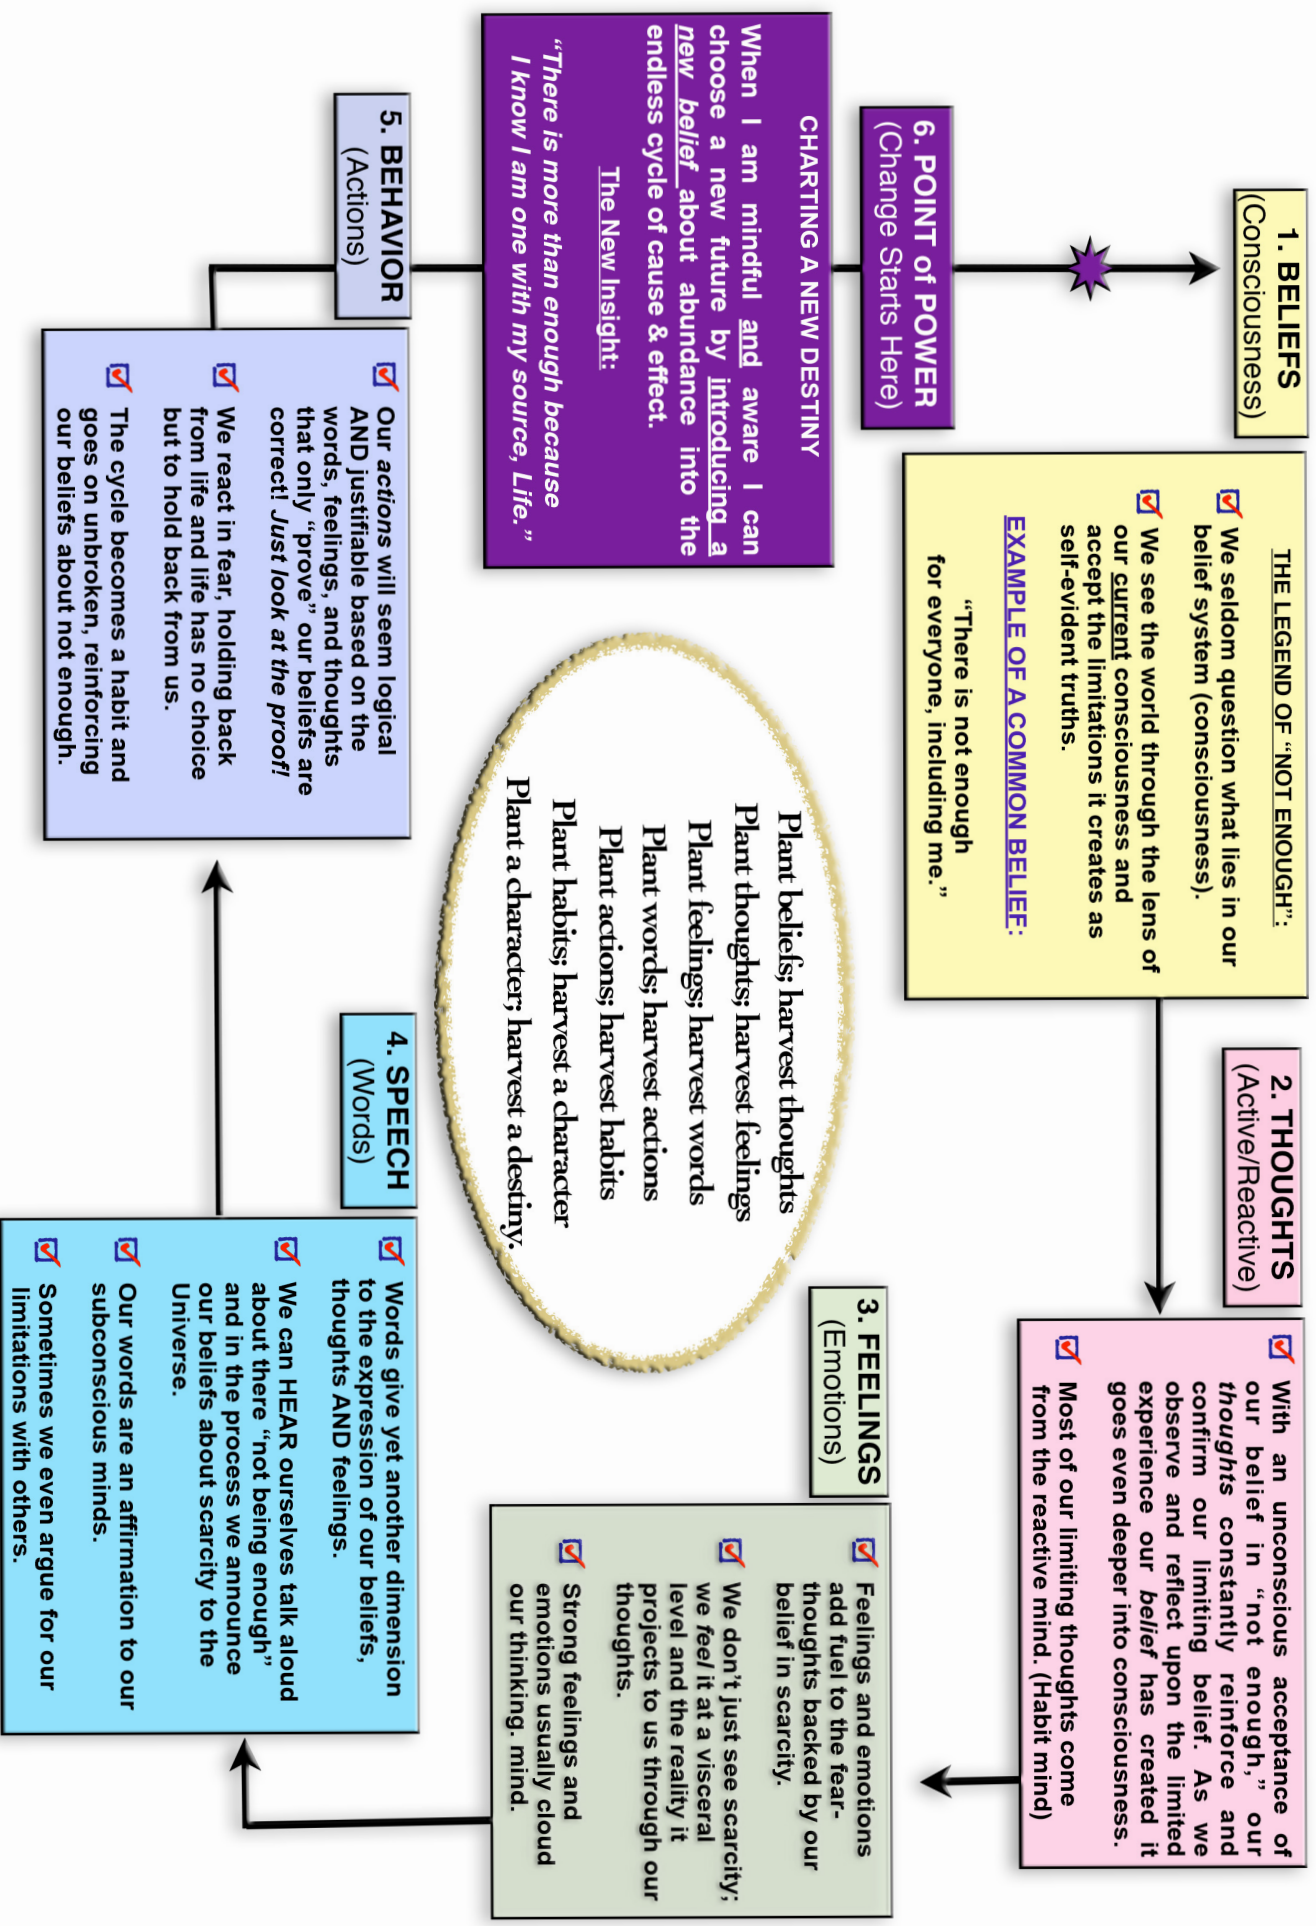 1. BELIEFS
(Consciousness)
THE LEGEND OF “NOT ENOUGH”:
We seldom question what lies in our
belief system (consciousness).
We see the world through the lens of
our current consciousness and
accept the limitations it creates as
self-evident truths.
EXAMPLE OF A COMMON BELIEF:
“There is not enough
for everyone, including me.”
2. THOUGHTS
(Active/Reactive)
With an unconscious acceptance of
our belief in “not enough,” our
thoughts constantly reinforce and
confirm our limiting belief. As we
observe and reflect upon the limited
experience our belief has created it
goes even deeper into consciousness.
Most of our limiting thoughts come
from the reactive mind. (Habit mind)
3. FEELINGS
(Emotions)
Feelings and emotions
add fuel to the fear-
thoughts backed by our
belief in scarcity.
We don’t just see scarcity;
we feel it at a visceral
level and the reality it
projects to us through our
thoughts.
Strong feelings and
emotions usually cloud
our thinking. mind.
4. SPEECH
(Words)
Words give yet another dimension
to the expression of our beliefs,
thoughts AND feelings.
We can HEAR ourselves talk aloud
about there “not being enough”
and in the process we announce
our beliefs about scarcity to the
Universe.
Our words are an affirmation to our
subconscious minds.
Sometimes we even argue for our
limitations with others.
5. BEHAVIOR
(Actions)
Our actions will seem logical
AND justifiable based on the
words, feelings, and thoughts
that only “prove” our beliefs are
correct! Just look at the proof!
We react in fear, holding back
from life and life has no choice
but to hold back from us.
The cycle becomes a habit and
goes on unbroken, reinforcing
our beliefs about not enough.
6. POINT of POWER
(Change Starts Here)
CHARTING A NEW DESTINY
When I am mindful and aware I can
choose a new future by introducing a
new belief about abundance into the
endless cycle of cause & effect.
The New Insight:
“There is more than enough because
I know I am one with my source, Life.”
Plant beliefs; harvest thoughts
Plant thoughts; harvest feelings
Plant feelings; harvest words
Plant words; harvest actions
Plant actions; harvest habits
Plant habits; harvest a character
Plant a character; harvest a destiny.